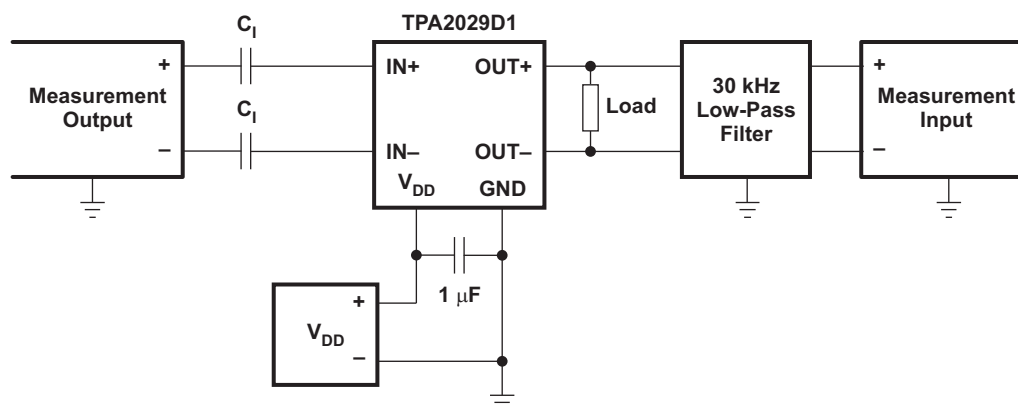 TPA2029D1
C_I
+
IN+
OUT+
+
Measurement
Output
C_I
Load
30 kHz
Low-Pass
Filter
Measurement
Input
–
IN–
OUT–
–
V_DD
GND
1 μF
+
V_DD
–